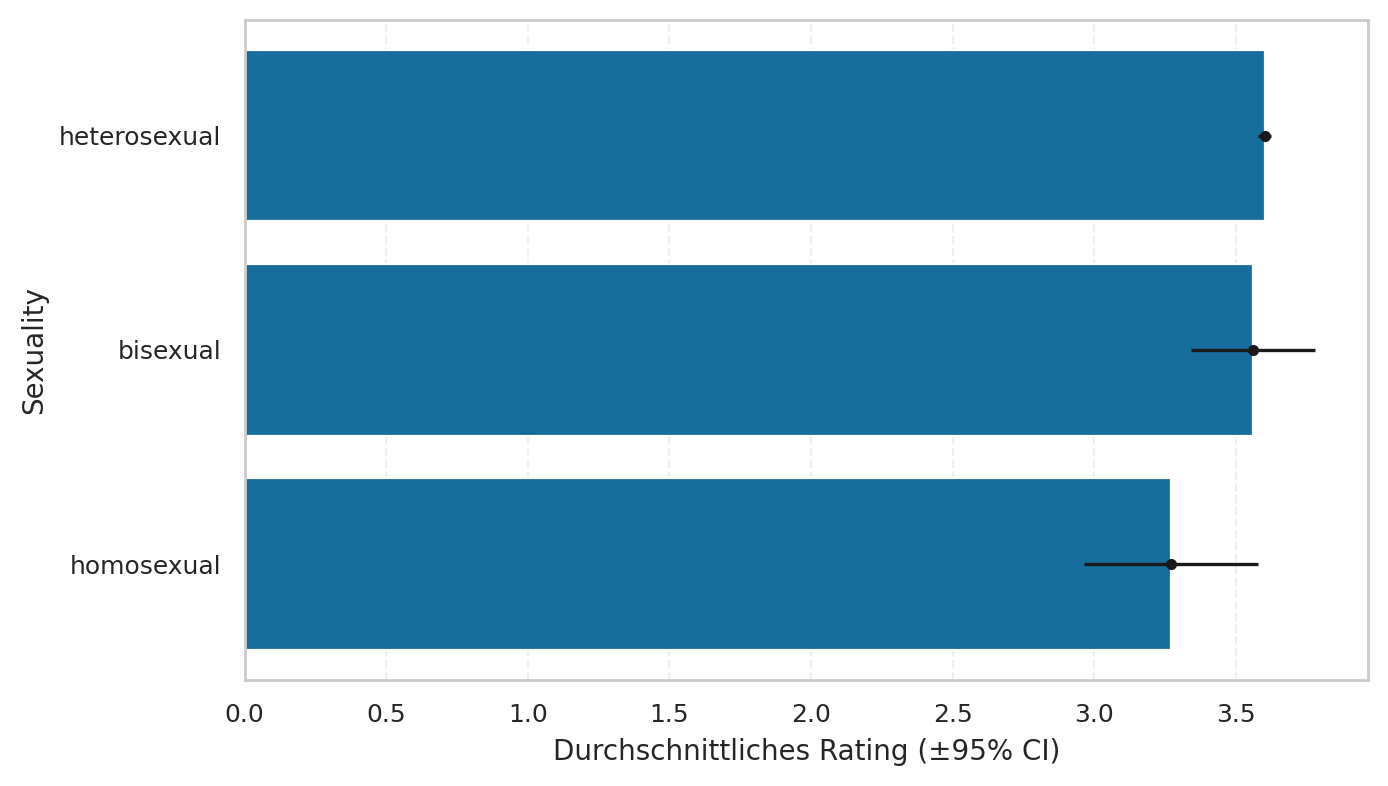 heterosexual
bisexual
homosexual
Sexuality
0.0 0.5 1.0 1.5 2.0 2.5 3.0 3.5
Durchschnittliches Rating (±95% CI)